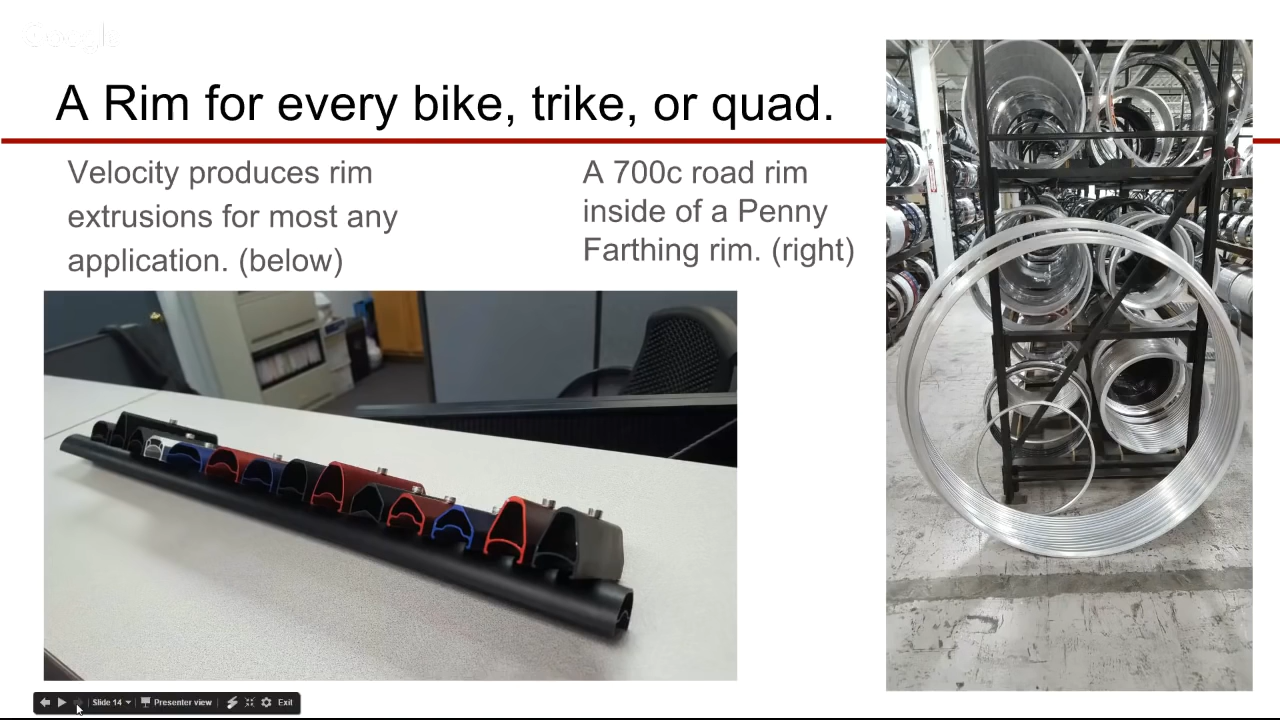 Google
A Rim for every bike, trike, or quad.
Velocity produces rim
extrusions for most any
application. (below)
A 700c road rim
inside of a Penny
Farthing rim. (right)
Slide 14
Presenter view
Exit